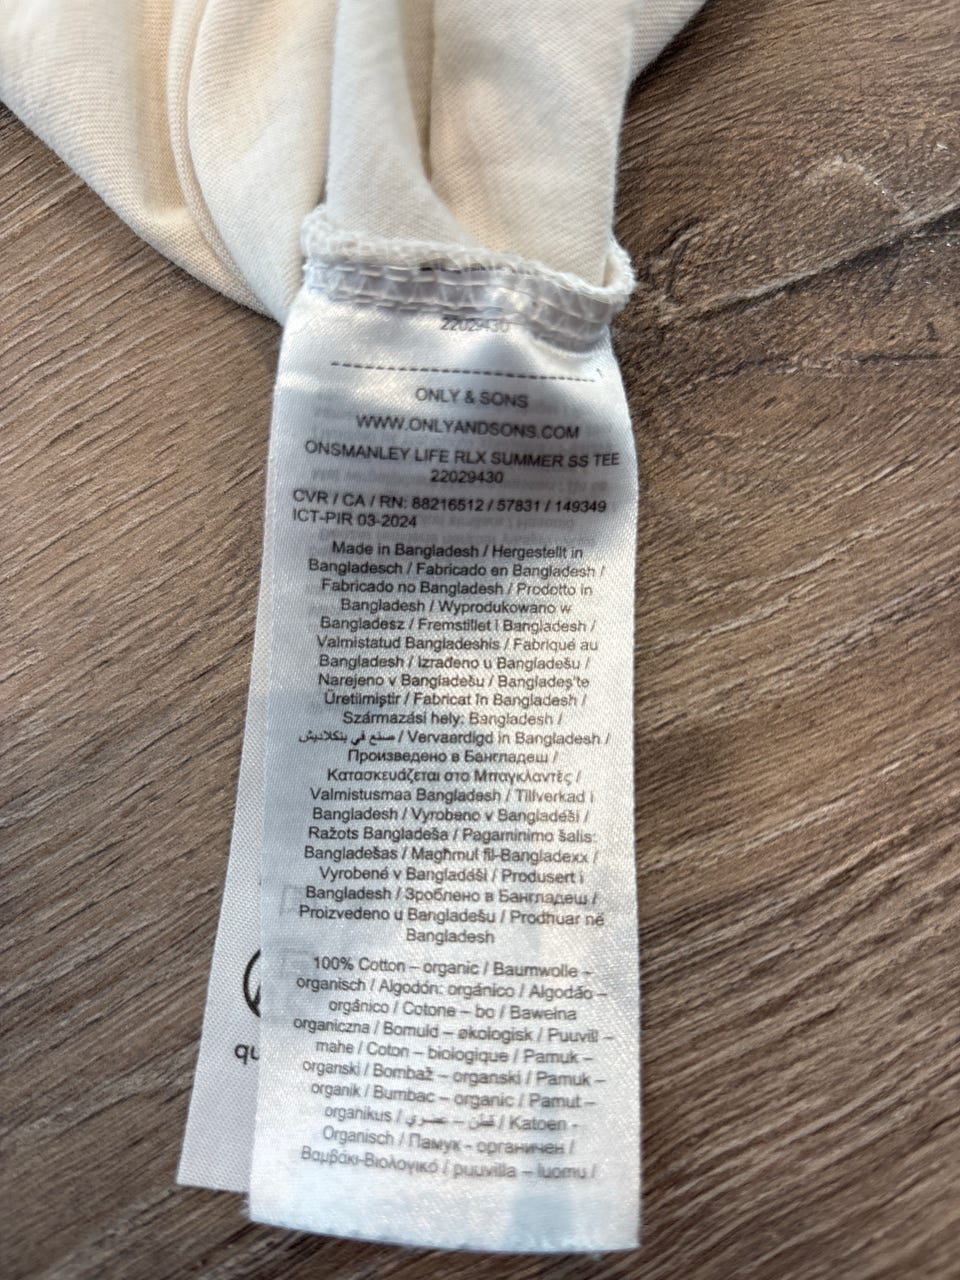 22029430
ONLY & SONS
WWW.ONLYANDSONS.COM
ONSMANLEY LIFE RLX SUMMER SS TEE
22029430
CVR / CA / RN: 88216512 / 57831 / 149349
ICT-PIR 03-2024
Made in Bangladesh / Hergestellt in
Bangladesch / Fabricado en Bangladesh /
Fabricado no Bangladesh / Prodotto in
Bangladesh / Wyprodukowano w
Bangladesz / Fremstillet i Bangladesh /
Valmistatud Bangladeshis / Fabriqué au
Bangladesh / Izrađeno u Bangladešu /
Narejeno v Bangladešu / Bangladeş'te
Üretilmiştir / Fabricat în Bangladesh /
Származási hely: Bangladesh /
صنع في بنكلاديش / Vervaardigd in Bangladesh /
Произведено в Бангладеш /
Κατασκευάζεται στο Μπαγκλαντές /
Valmistusmaa Bangladesh / Tillverkad i
Bangladesh / Vyrobeno v Bangladéši /
Ražots Bangladeša / Pagaminimo šalis:
Bangladešas / Magħmul fil-Bangladexx /
Vyrobené v Bangladáši / Produsert i
Bangladesh / Зроблено в Бангладеш /
Proizvedeno u Bangladešu / Prodhuar në
Bangladesh
100% Cotton – organic / Baumwolle –
organisch / Algodón: orgánico / Algodão –
orgânico / Cotone – bo / Bawełna
organiczna / Bomuld – økologisk / Puuvill –
mahe / Coton – biologique / Pamuk –
organski / Bombaž – organski / Pamuk –
organik / Bumbac – organic / Pamut –
organikus / قطن – عضوي / Katoen -
Organisch / Памук - органичен /
Βαμβάκι-Βιολογικό / puuvilla – luomu /
qu